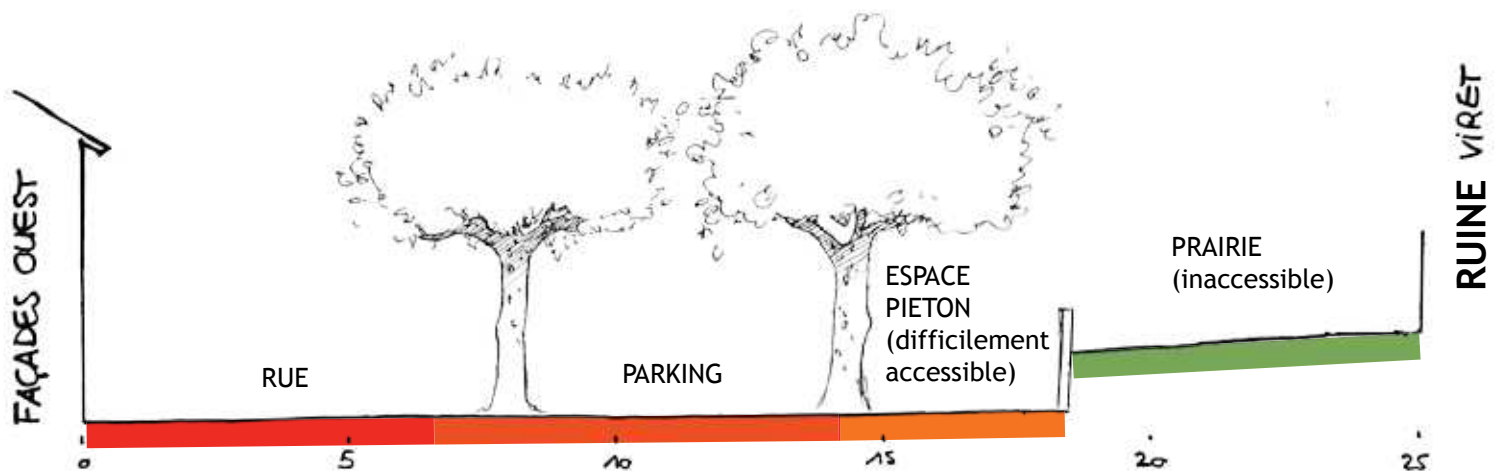 FAÇADES OUEST
RUE
PARKING
ESPACE
PIETON
(difficilement
accessible)
PRAIRIE
(inaccessible)
RUINE VIRET
0 5 10 15 20 25